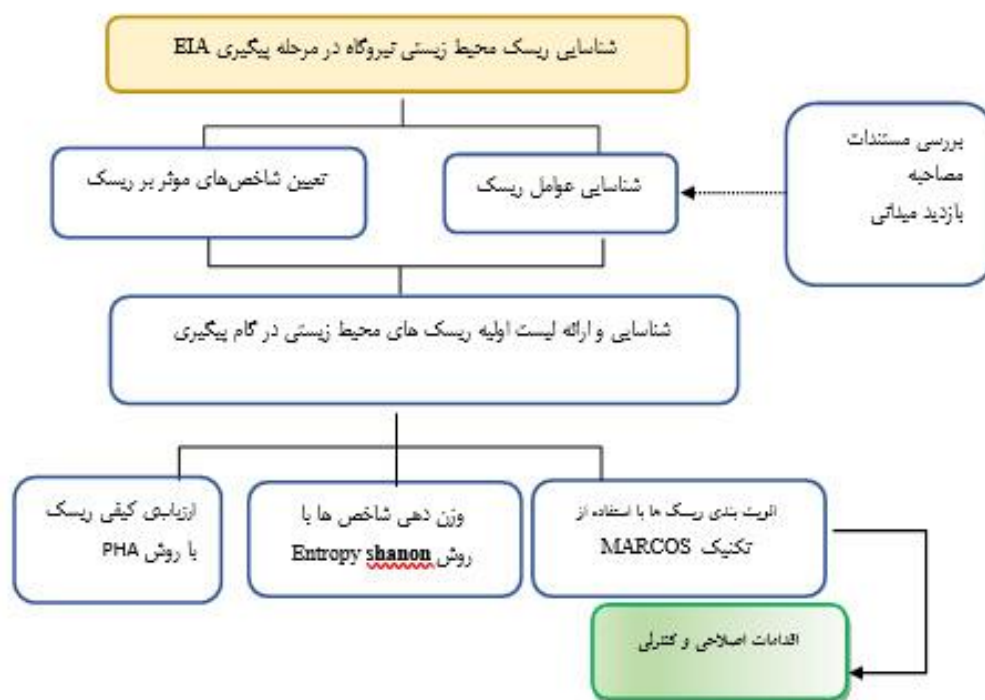 شناسایی ریسک محیط زیستی نیروگاه در مرحله پیگیری EIA
بررسی مستندات
مصاحبه
بازدید میدانی
شناسایی عوامل ریسک
تعیین شاخص‌های موثر بر ریسک
شناسایی و ارائه لیست اولیه ریسک های محیط زیستی در گام پیگیری
الویت بندی ریسک ها با استفاده از
تکنیک MARCOS
وزن دهی شاخص ها با
روش Entropy shanon
ارزیابی کیفی ریسک
با روش PHA
اقدامات اصلاحی و کنترلی